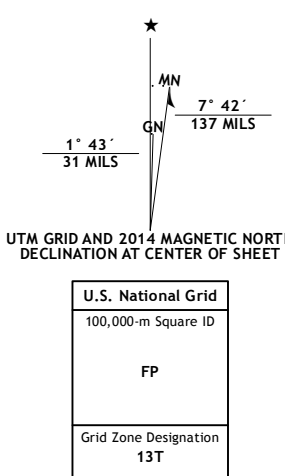 ★
MN
7° 42´
137 MILS
GN
1° 43´
31 MILS
UTM GRID AND 2014 MAGNETIC NORT
DECLINATION AT CENTER OF SHEET
U.S. National Grid
100,000-m Square ID
FP
Grid Zone Designation
13T